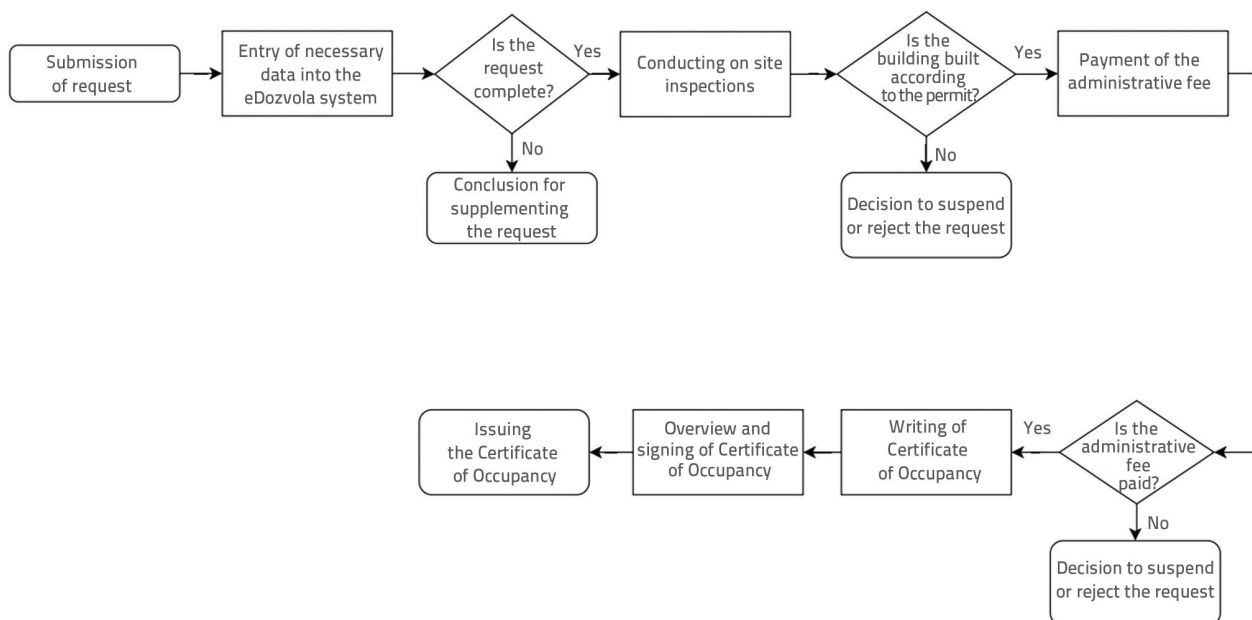 Submission
of request
Entry of necessary
data into the
eDozvola system
Is the
request
complete?
Yes
No
Conclusion for
supplementing
the request
Conducting on site
inspections
Is the
building built
according
to the permit?
Yes
No
Decision to suspend
or reject the request
Payment of the
administrative fee
Is the
administrative
fee
paid?
Yes
No
Decision to suspend
or reject the request
Writing of
Certificate
of Occupancy
Overview and
signing of Certificate
of Occupancy
Issuing
the Certificate
of Occupancy